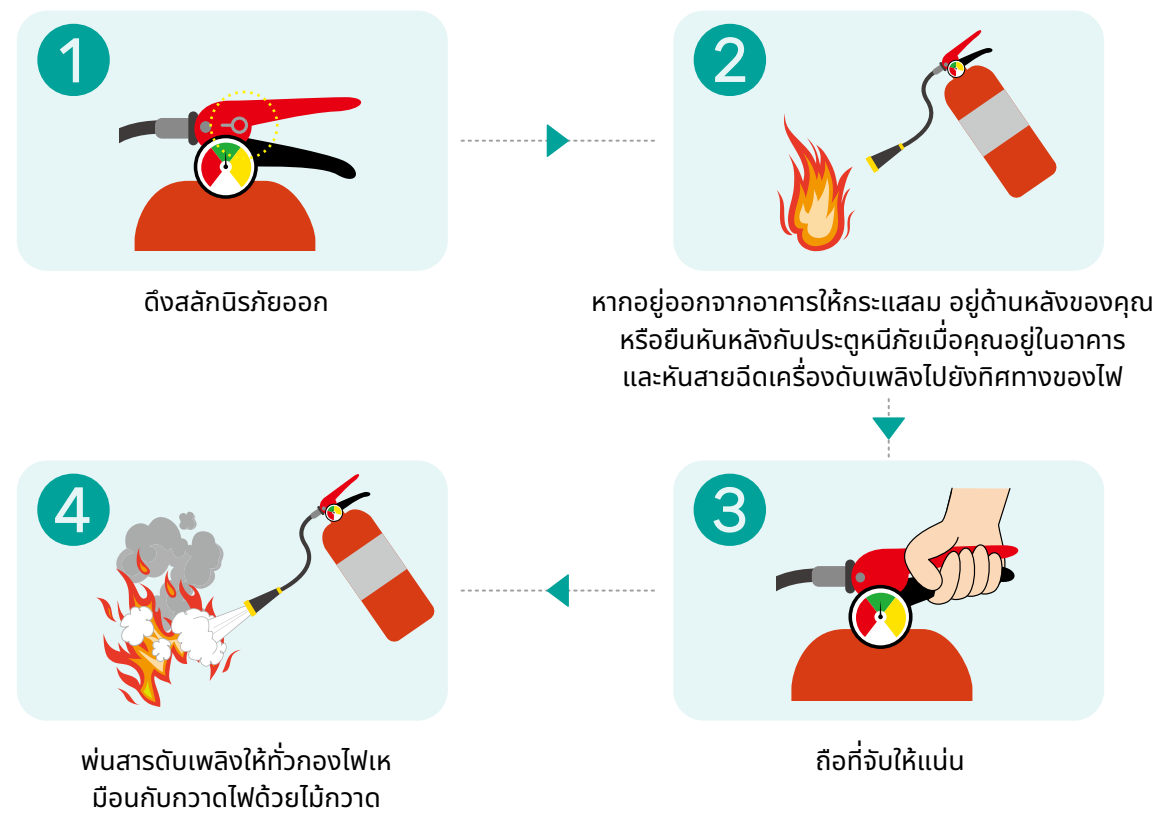 1
ดึงสลักนิรภัยออก
2
หากอยู่ออกจากอาคารให้กระแสลม อยู่ด้านหลังของคุณ
หรือยืนหันหลังกับประตูหนีภัยเมื่อคุณอยู่ในอาคาร
และหันสายฉีดเครื่องดับเพลิงไปยังทิศทางของไฟ
3
ถือที่จับให้แน่น
4
พ่นสารดับเพลิงให้ทั่วกองไฟเห
มือนกับกวาดไฟด้วยไม้กวาด